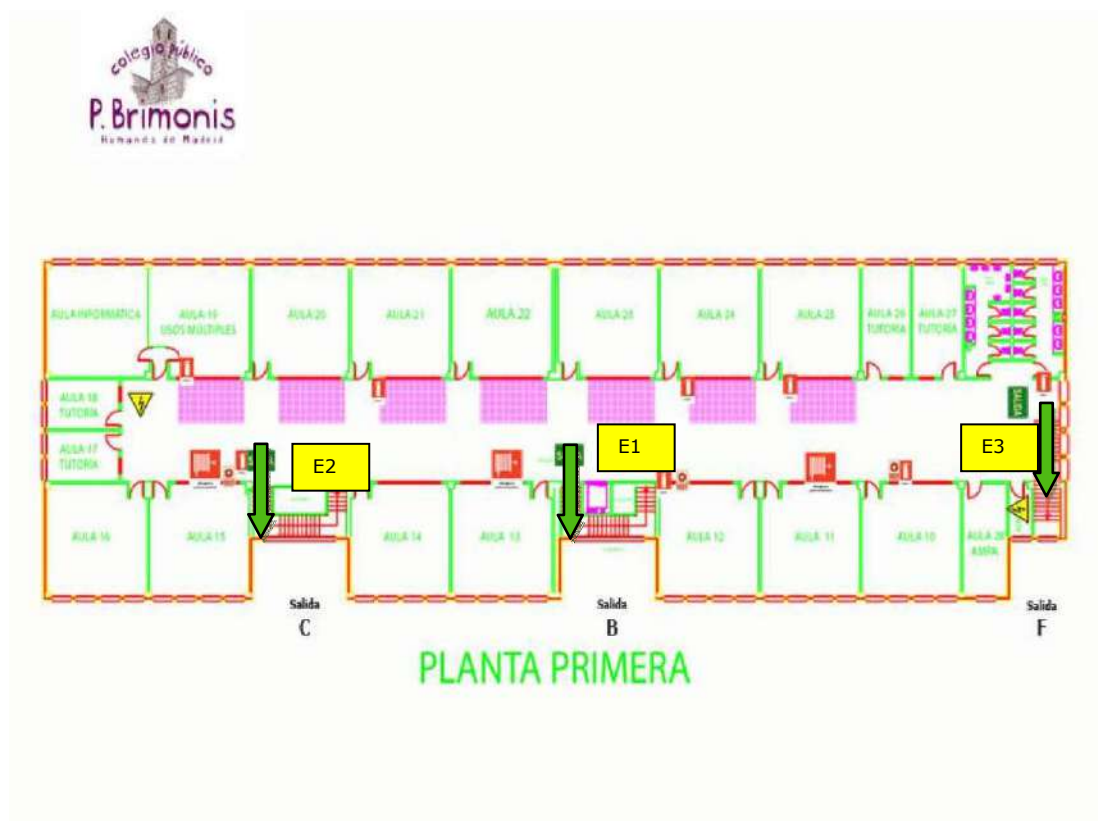 colegio público
P. Brimonis
Humanes de Madrid
AULA INFORMÁTICA
AULA 19
USOS MÚLTIPLES
AULA 20
AULA 21
AULA 22
AULA 23
AULA 24
AULA 25
AULA 26
TUTORÍA
AULA 27
TUTORÍA
AULA 18
TUTORÍA
SALIDA
AULA 17
TUTORÍA
E2
E1
E3
AULA 16
AULA 15
AULA 14
AULA 13
AULA 12
AULA 11
AULA 10
AULA 28
AMPA
Salida
C
Salida
B
Salida
F
PLANTA PRIMERA